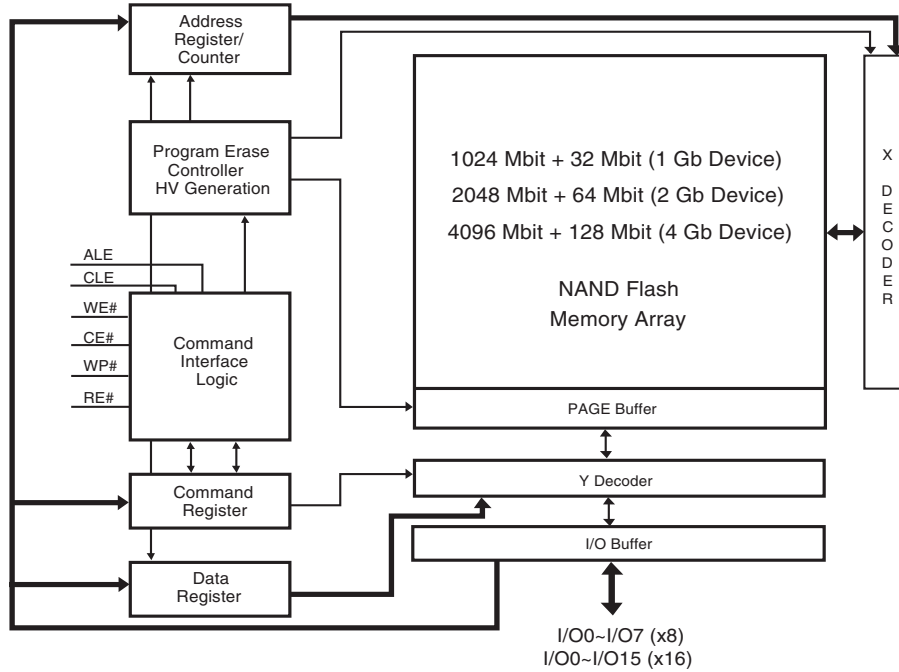 Address
Register/
Counter
Program Erase
Controller
HV Generation
ALE
CLE
WE#
CE#
WP#
RE#
Command
Interface
Logic
Command
Register
Data
Register
1024 Mbit + 32 Mbit (1 Gb Device)
2048 Mbit + 64 Mbit (2 Gb Device)
4096 Mbit + 128 Mbit (4 Gb Device)
NAND Flash
Memory Array
PAGE Buffer
Y Decoder
I/O Buffer
I/O0~I/O7 (x8)
I/O0~I/O15 (x16)
X
D
E
C
O
D
E
R